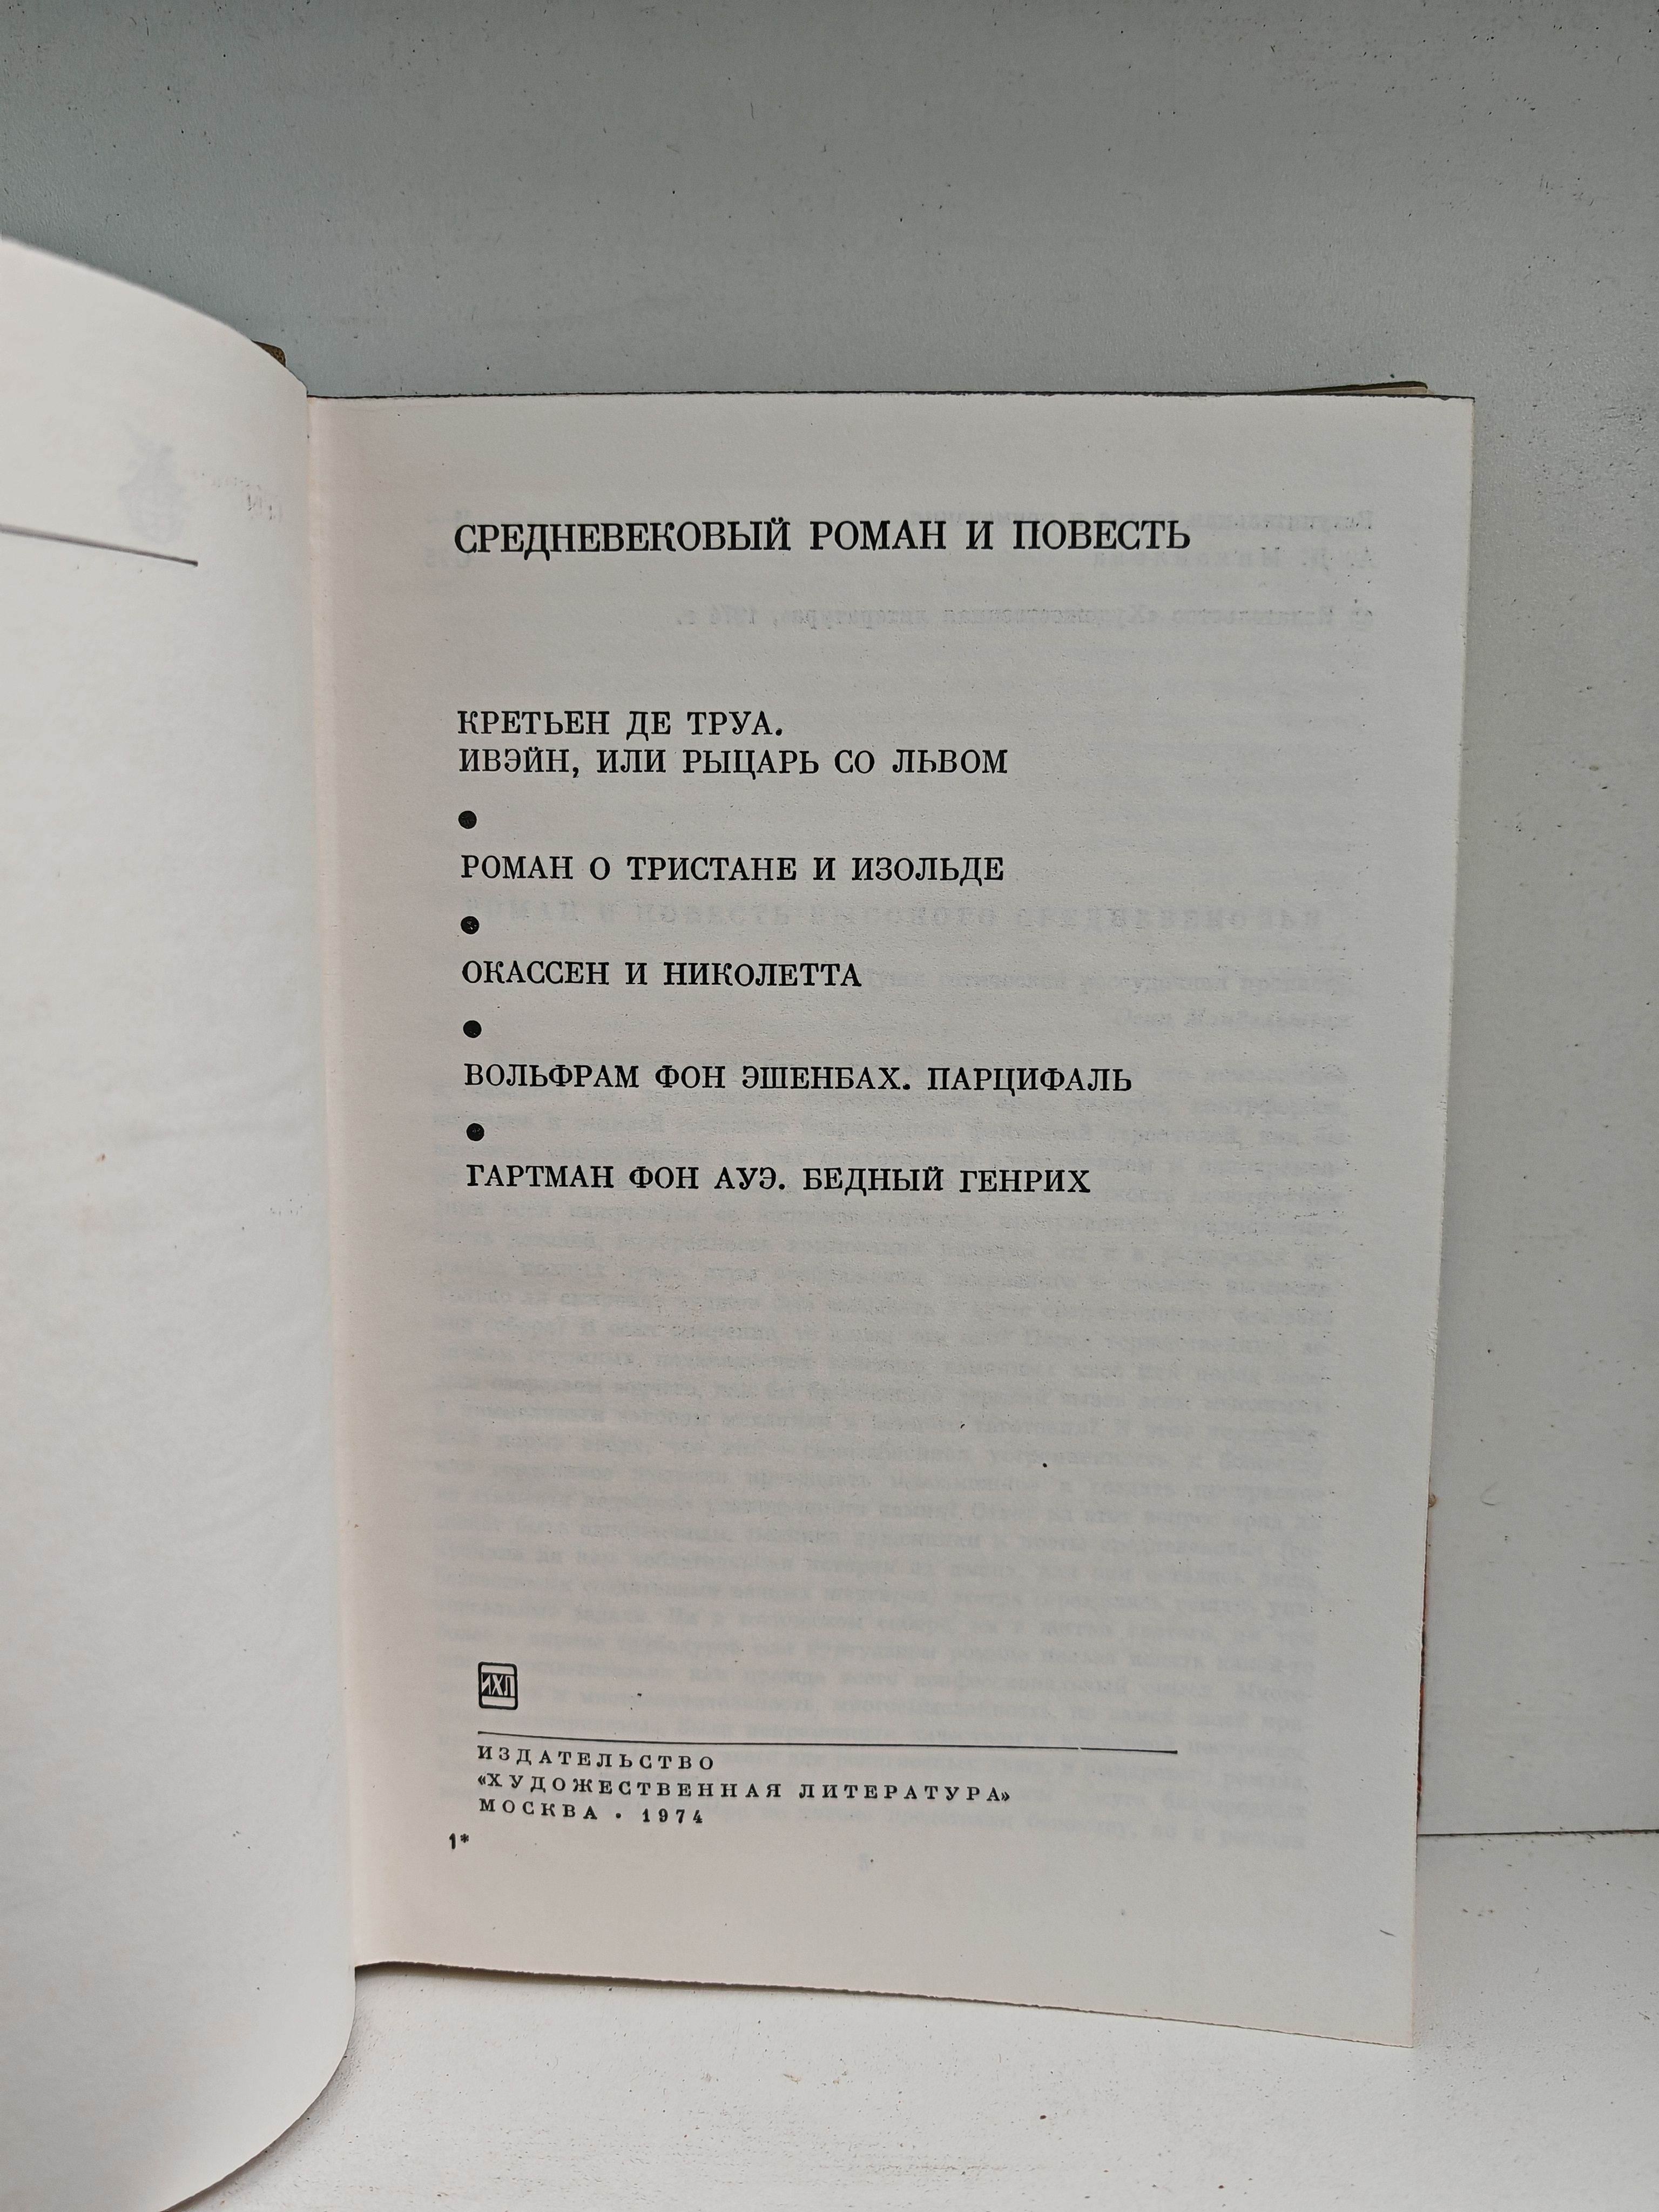 СРЕДНЕВЕКОВЫЙ РОМАН И ПОВЕСТЬ
КРЕТЬЕН ДЕ ТРУА.
ИВЭЙН, ИЛИ РЫЦАРЬ СО ЛЬВОМ
●
РОМАН О ТРИСТАНЕ И ИЗОЛЬДЕ
●
ОКАССЕН И НИКОЛЕТТА
●
ВОЛЬФРАМ ФОН ЭШЕНБАХ. ПАРЦИФАЛЬ
●
ГАРТМАН ФОН АУЭ. БЕДНЫЙ ГЕНРИХ
ИХЛ
ИЗДАТЕЛЬСТВО
«ХУДОЖЕСТВЕННАЯ ЛИТЕРАТУРА»
МОСКВА • 1974
1*